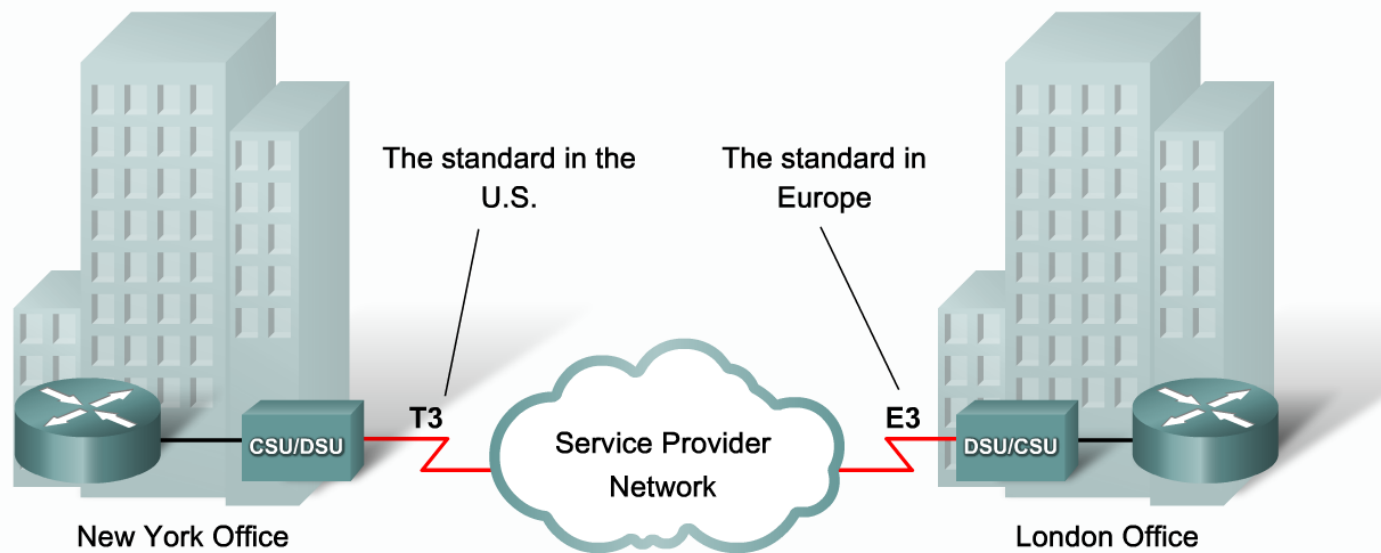 The standard in the
U.S.
The standard in
Europe
T3
E3
CSU/DSU
Service Provider
Network
DSU/CSU
New York Office
London Office